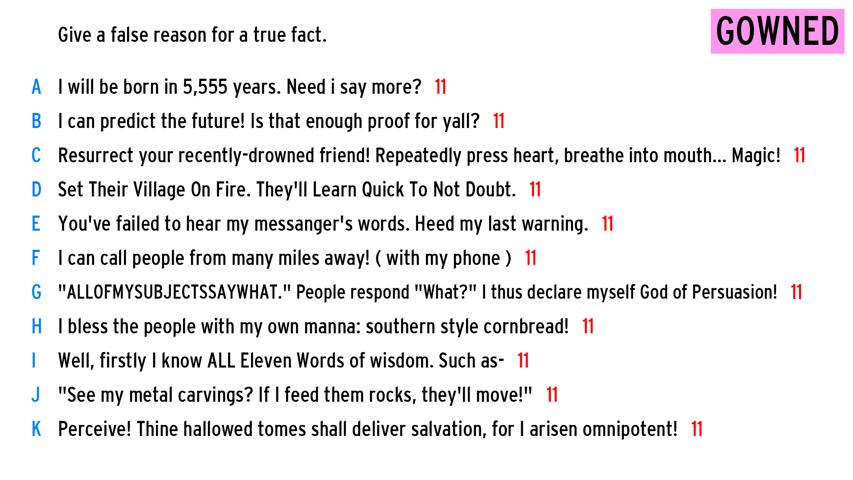 Give a false reason for a true fact.
GOWNED
A I will be born in 5,555 years. Need i say more? 11
B I can predict the future! Is that enough proof for yall? 11
C Resurrect your recently-drowned friend! Repeatedly press heart, breathe into mouth... Magic! 11
D Set Their Village On Fire. They'll Learn Quick To Not Doubt. 11
E You've failed to hear my messanger's words. Heed my last warning. 11
F I can call people from many miles away! ( with my phone ) 11
G "ALLOFMYSUBJECTSSAYWHAT." People respond "What?" I thus declare myself God of Persuasion! 11
H I bless the people with my own manna: southern style cornbread! 11
I Well, firstly I know ALL Eleven Words of wisdom. Such as- 11
J "See my metal carvings? If I feed them rocks, they'll move!" 11
K Perceive! Thine hallowed tomes shall deliver salvation, for I arisen omnipotent! 11